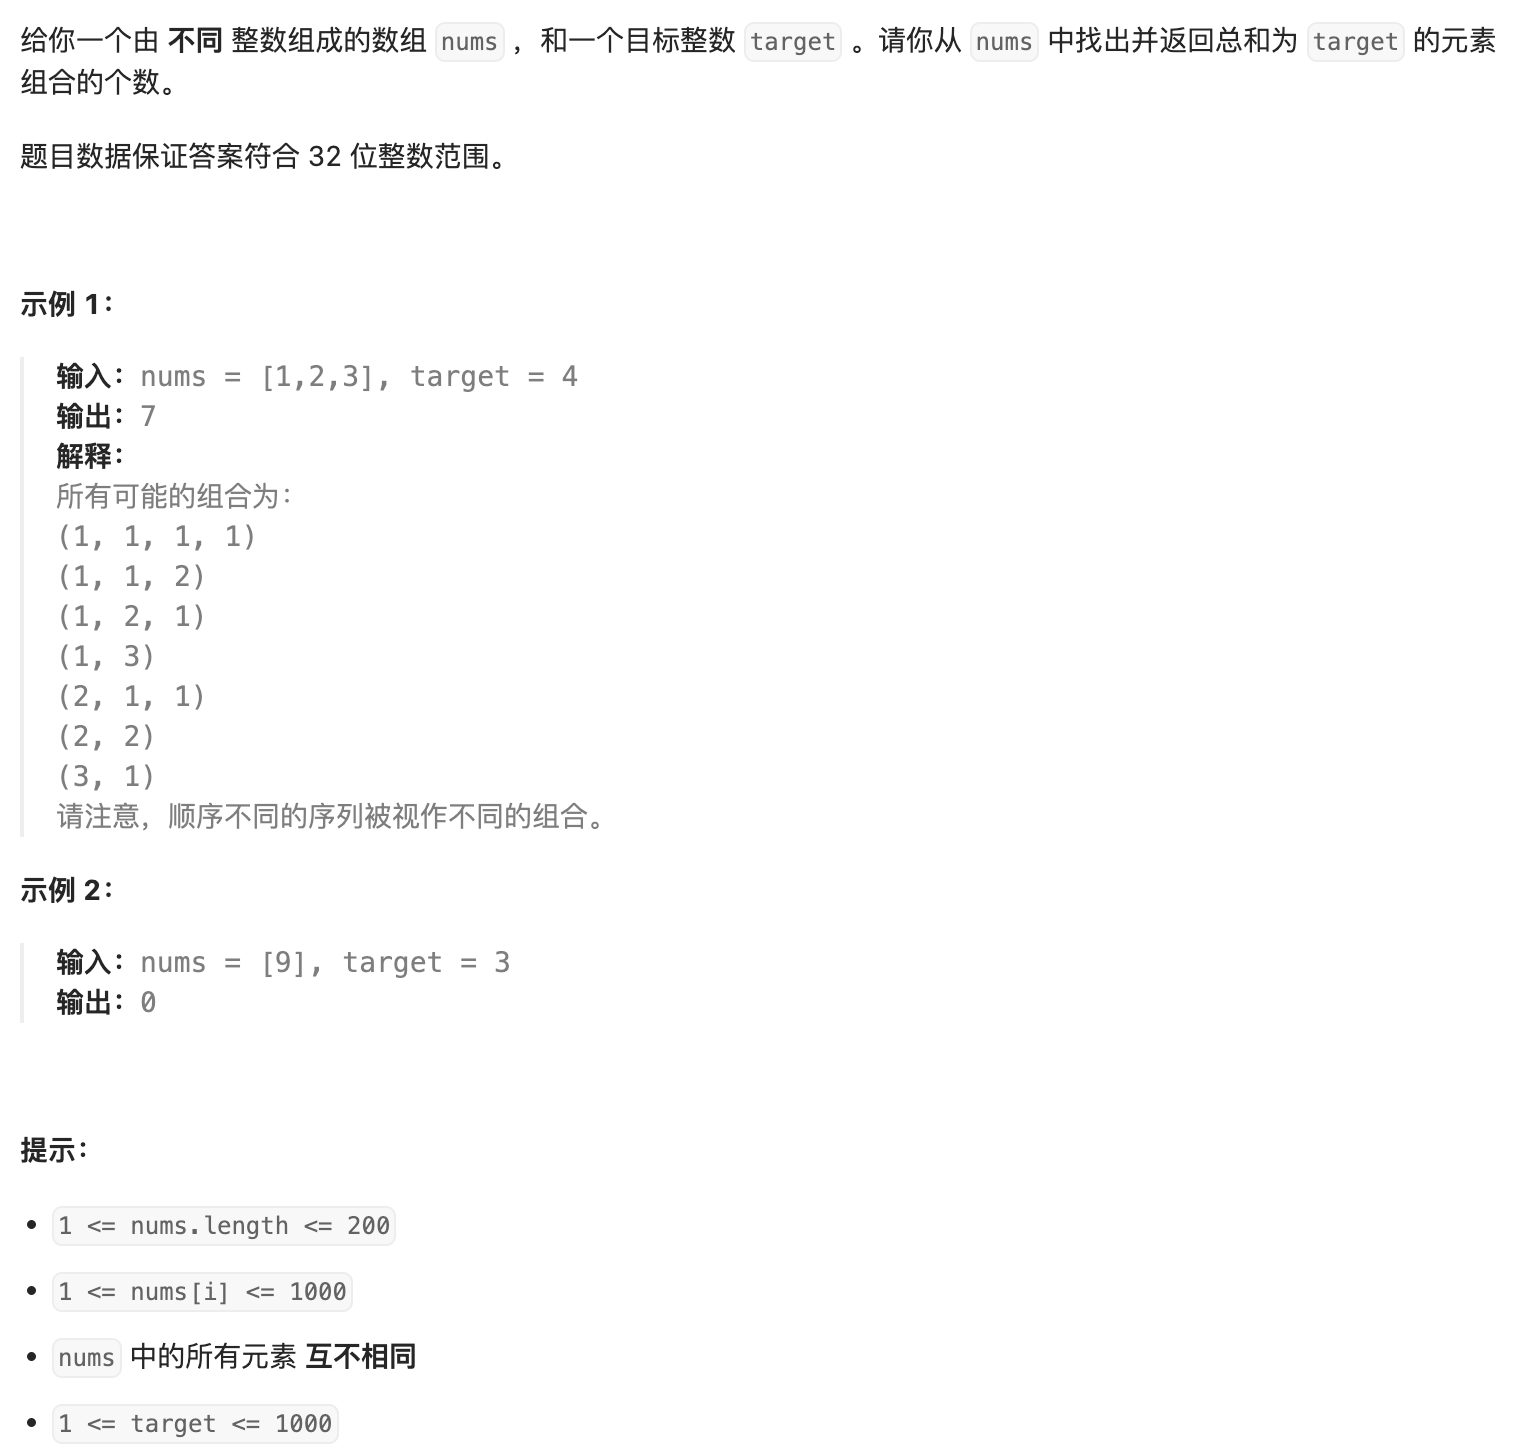 给你一个由 不同 整数组成的数组 nums ，和一个目标整数 target 。请你从 nums 中找出并返回总和为 target 的元素
组合的个数。
题目数据保证答案符合 32 位整数范围。
示例 1：
输入：nums = [1,2,3], target = 4
输出：7
解释：
所有可能的组合为：
(1, 1, 1, 1)
(1, 1, 2)
(1, 2, 1)
(1, 3)
(2, 1, 1)
(2, 2)
(3, 1)
请注意，顺序不同的序列被视作不同的组合。
示例 2：
输入：nums = [9], target = 3
输出：0
提示：
1 <= nums.length <= 200
1 <= nums[i] <= 1000
nums 中的所有元素 互不相同
1 <= target <= 1000